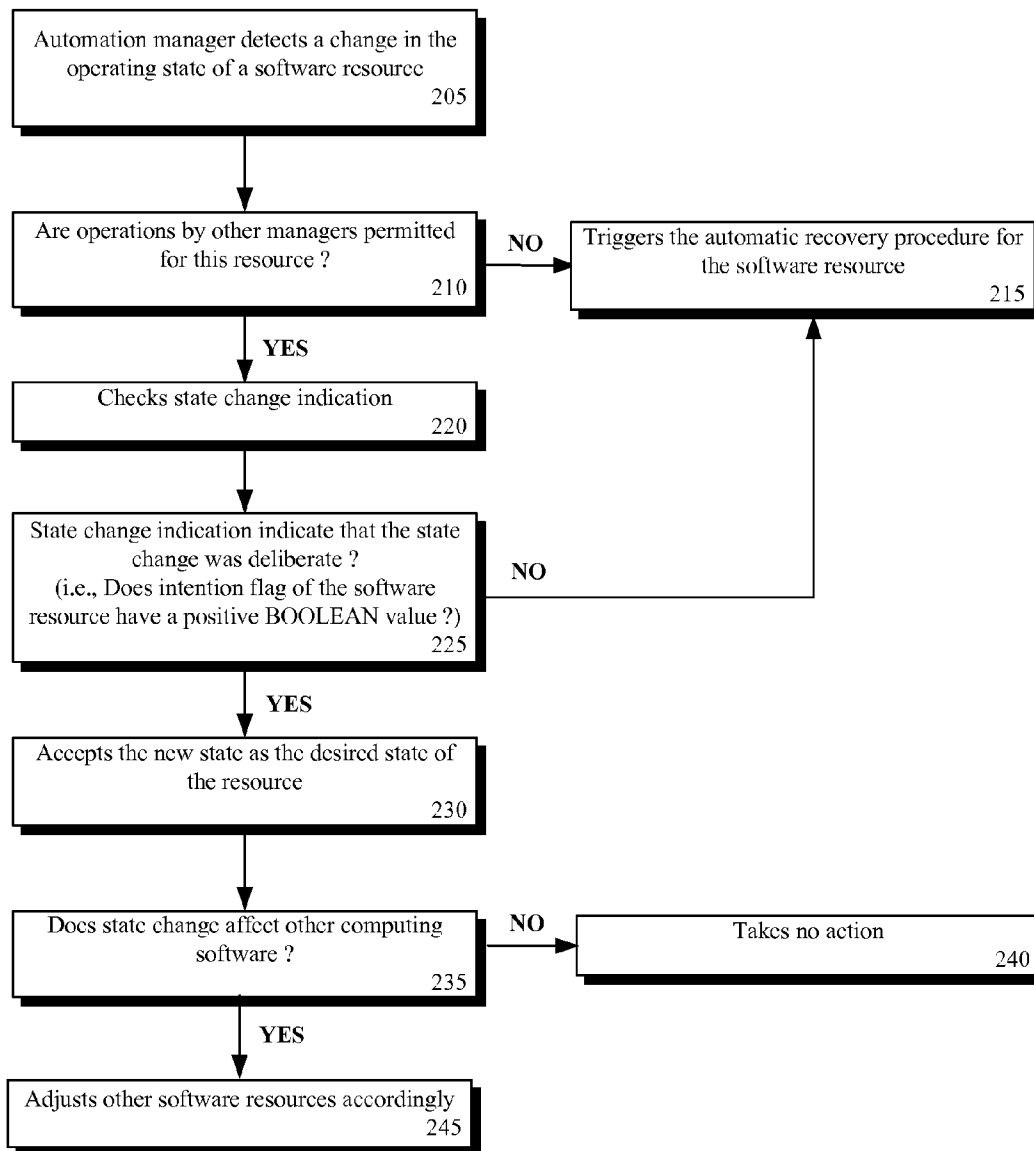 Automation manager detects a change in the
operating state of a software resource
205
Are operations by other managers permitted
for this resource ?
210
NO
Triggers the automatic recovery procedure for
the software resource
215
YES
Checks state change indication
220
State change indication indicate that the state
change was deliberate ?
(i.e., Does intention flag of the software
resource have a positive BOOLEAN value ?)
225
NO
YES
Accepts the new state as the desired state of
the resource
230
Does state change affect other computing
software ?
235
NO
Takes no action
240
YES
Adjusts other software resources accordingly
245